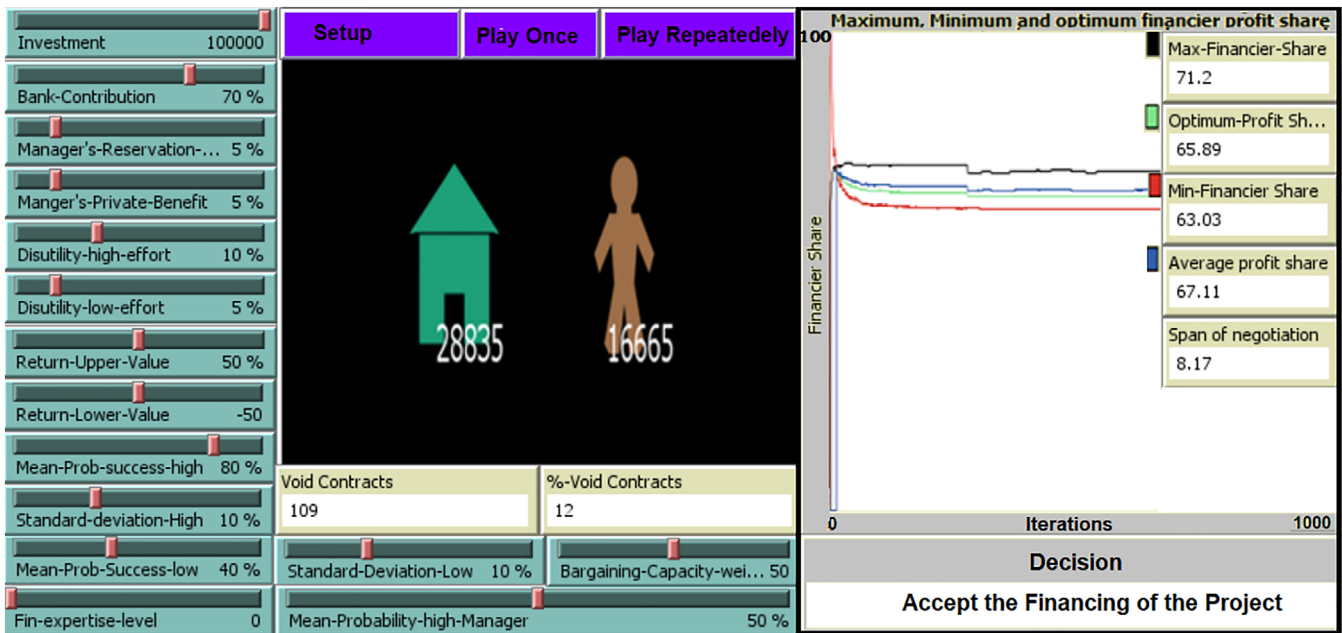 Investment 100000
Bank-Contribution 70 %
Manager's-Reservation-... 5 %
Manger's-Private-Benefit 5 %
Disutility-high-effort 10 %
Disutility-low-effort 5 %
Return-Upper-Value 50 %
Return-Lower-Value -50
Mean-Prob-success-high 80 %
Standard-deviation-High 10 %
Mean-Prob-Success-low 40 %
Fin-expertise-level 0
Setup
Play Once
Play Repeatedely
28835
16665
Void Contracts
109
%-Void Contracts
12
Standard-Deviation-Low 10 %
Bargaining-Capacity-wei... 50
Mean-Probability-high-Manager 50 %
Maximum, Minimum and optimum financier profit share
100
Financier Share
Max-Financier-Share
71.2
Optimum-Profit Sh...
65.89
Min-Financier Share
63.03
Average profit share
67.11
Span of negotiation
8.17
0
Iterations
1000
Decision
Accept the Financing of the Project